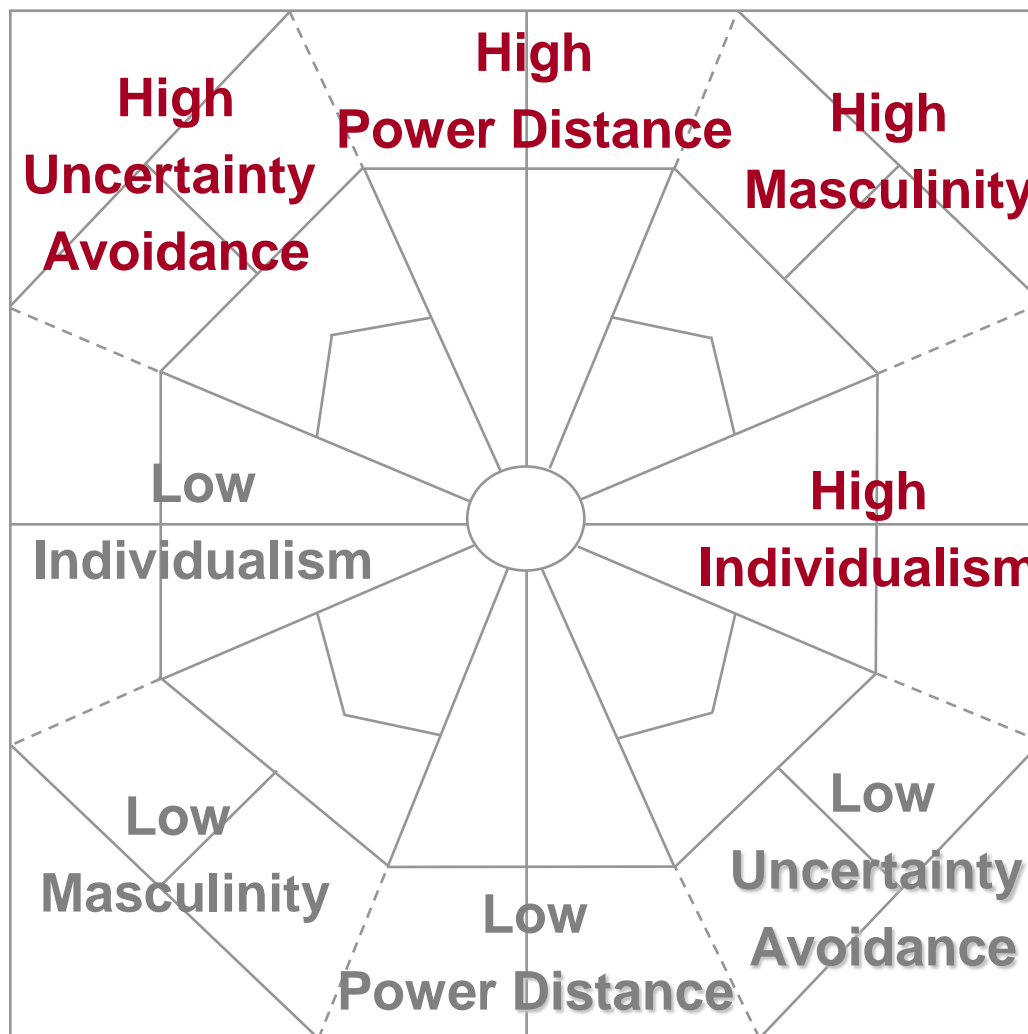 High
Power Distance
High
Uncertainty
Avoidance
High
Masculinity
Low
Individualism
High
Individualism
Low
Masculinity
Low
Power Distance
Low
Uncertainty
Avoidance